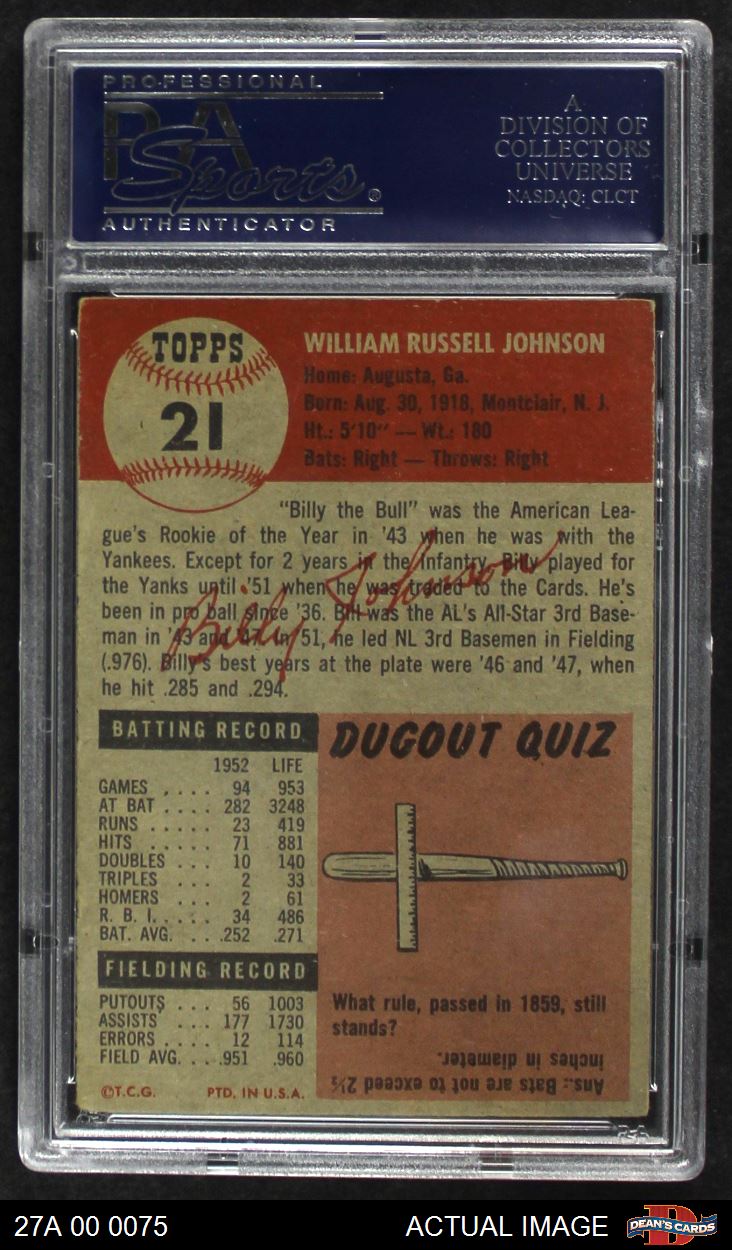 PROFESSIONAL
PSA
Sports®
AUTHENTICATOR
A
DIVISION OF
COLLECTORS
UNIVERSE
NASDAQ: CLCT
TOPPS
21
WILLIAM RUSSELL JOHNSON
Home: Augusta, Ga.
Born: Aug. 30, 1918, Montclair, N. J.
Ht.: 5'10" — Wt.: 180
Bats: Right — Throws: Right
"Billy the Bull" was the American Lea-
gue's Rookie of the Year in '43 when he was with the
Yankees. Except for 2 years in the Infantry, Billy played for
the Yanks until '51 when he was traded to the Cards. He's
been in pro ball since '36. Bill was the AL's All-Star 3rd Base-
man in '43 and '47. In '51, he led NL 3rd Basemen in Fielding
(.976). Billy's best years at the plate were '46 and '47, when
he hit .285 and .294.
Billy Johnson
BATTING RECORD
1952 LIFE
GAMES .... 94 953
AT BAT .... 282 3248
RUNS ..... 23 419
HITS ..... 71 881
DOUBLES ... 10 140
TRIPLES ... 2 33
HOMERS ... 2 61
R. B. I. .... 34 486
BAT. AVG. ... .252 .271
FIELDING RECORD
PUTOUTS ... 56 1003
ASSISTS ... 177 1730
ERRORS ... 12 114
FIELD AVG. ... .951 .960
©T.C.G. PTD. IN U.S.A.
DUGOUT QUIZ
What rule, passed in 1859, still
stands?
Ans.: Bats are not to exceed 2½
inches in diameter.
27A 00 0075
ACTUAL IMAGE
DEAN'S CARDS